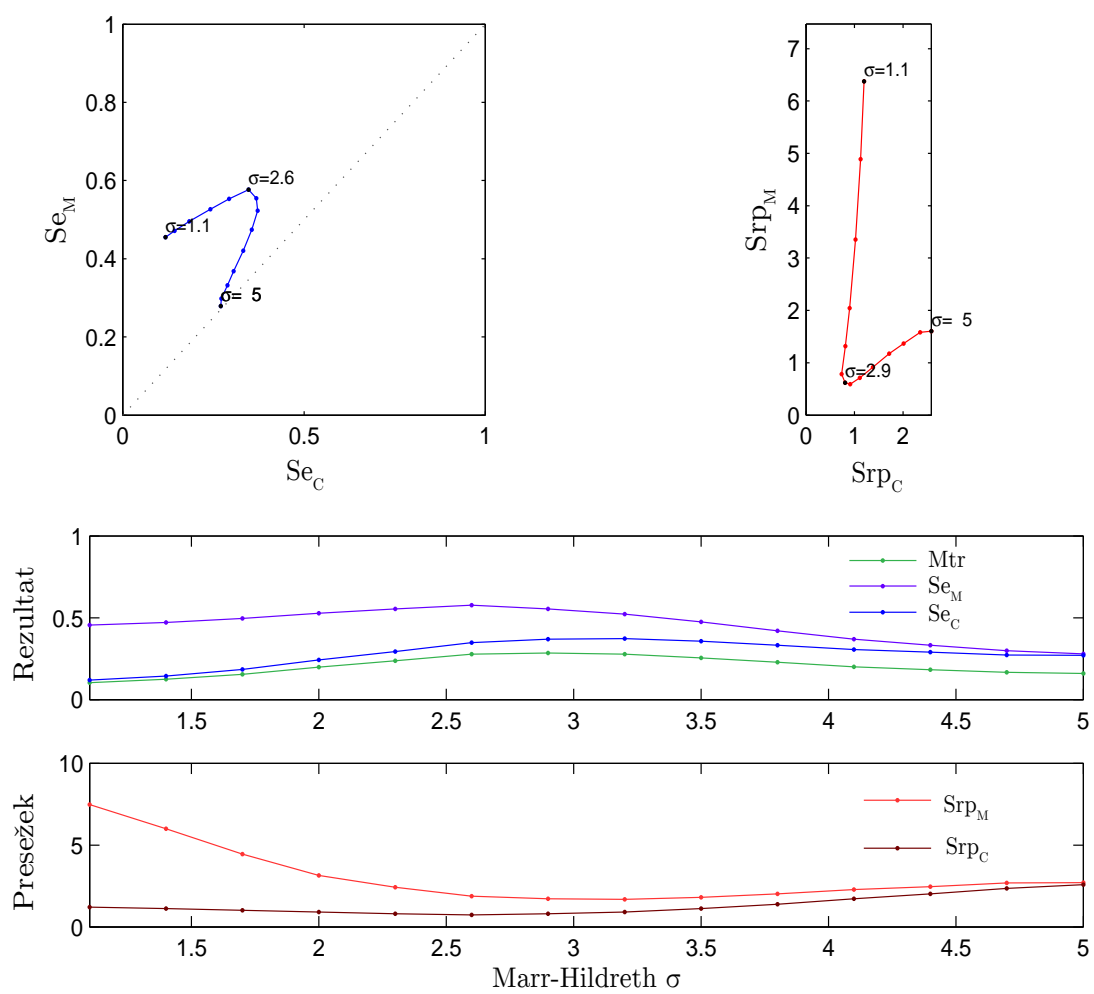 1
0.8
0.6
0.4
0.2
0
0 0.5 1
Se_M
Se_C
σ=1.1
σ=2.6
σ= 5
7
6
5
4
3
2
1
0
0 1 2
Srp_M
Srp_C
σ=1.1
σ=2.9
σ= 5
1
0.5
0
1.5 2 2.5 3 3.5 4 4.5 5
Rezultat
Mtr
Se_M
Se_C
10
5
0
1.5 2 2.5 3 3.5 4 4.5 5
Presežek
Srp_M
Srp_C
Marr-Hildreth σ